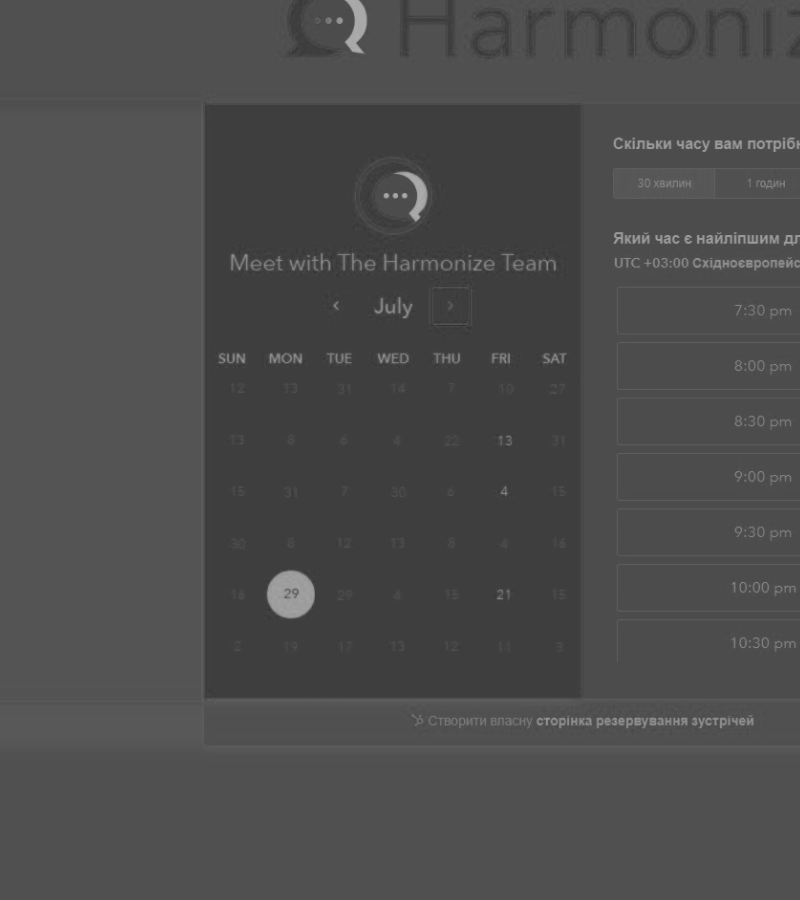 Harmoniz
Meet with The Harmonize Team
July
SUN MON TUE WED THU FRI SAT
12 13 31 14 7 10 27
13 8 6 4 22 13 31
15 31 7 30 6 4 15
30 8 12 13 8 4 16
16 29 29 4 15 21 15
2 19 17 13 12 11 3
Скільки часу вам потрібн
30 хвилин 1 годин
Який час є найліпшим дл
UTC +03:00 Східноєвропейс
7:30 pm
8:00 pm
8:30 pm
9:00 pm
9:30 pm
10:00 pm
10:30 pm
Створити власну сторінка резервування зустрічей